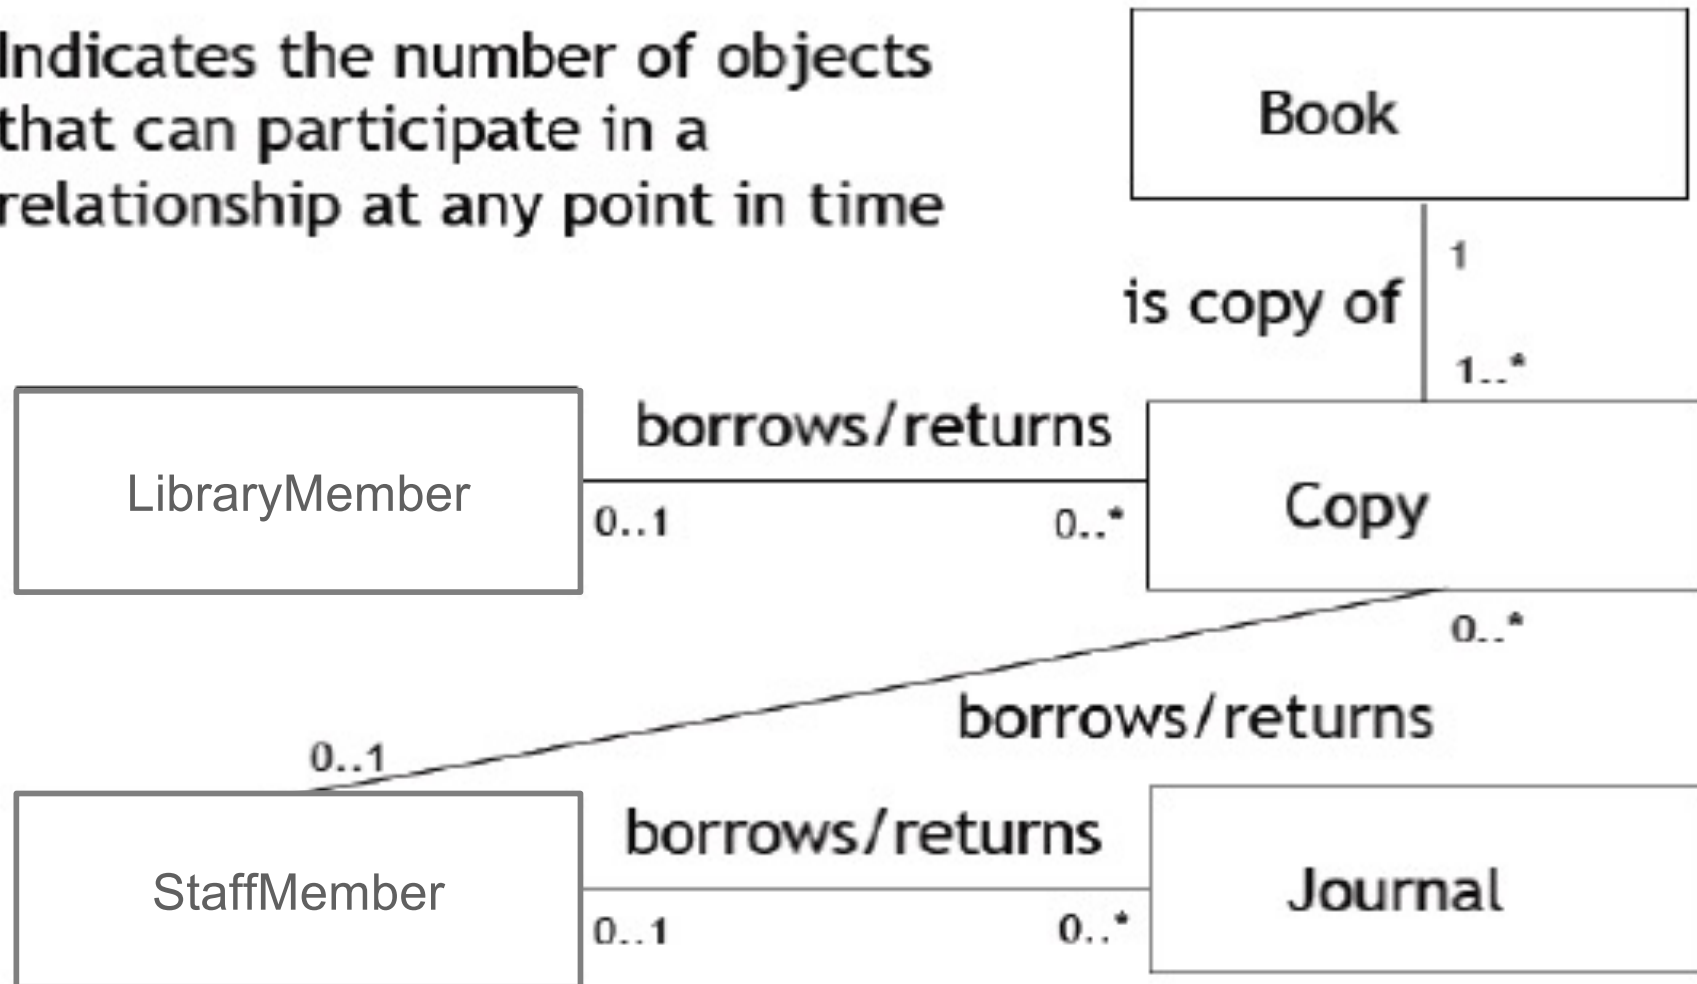 Indicates the number of objects
that can participate in a
relationship at any point in time
Book
1
is copy of
1..*
LibraryMember
borrows/returns
0..1
0..*
Copy
0..*
borrows/returns
0..1
StaffMember
borrows/returns
0..1
0..*
Journal